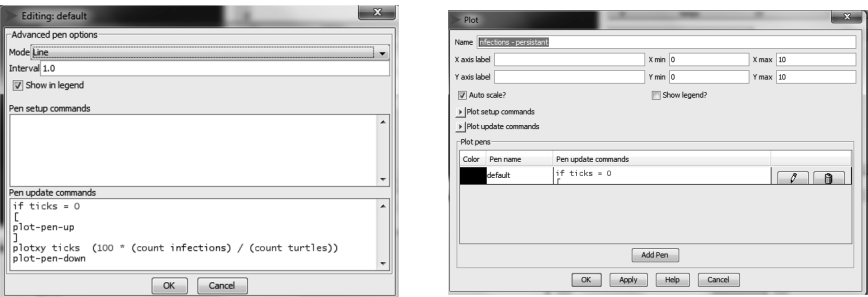 Editing: default
Advanced pen options
Mode Line
Interval 1.0
Show in legend
Pen setup commands
Pen update commands
if ticks = 0
[
plot-pen-up
]
plotxy ticks (100 * (count infections) / (count turtles))
plot-pen-down
OK Cancel
Plot
Name nfections - persistant
X axis label X min 0 X max 10
Y axis label Y min 0 Y max 10
Auto scale? Show legend?
Plot setup commands
Plot update commands
Plot pens
Color Pen name Pen update commands
default if ticks = 0
[
Add Pen
OK Apply Help Cancel